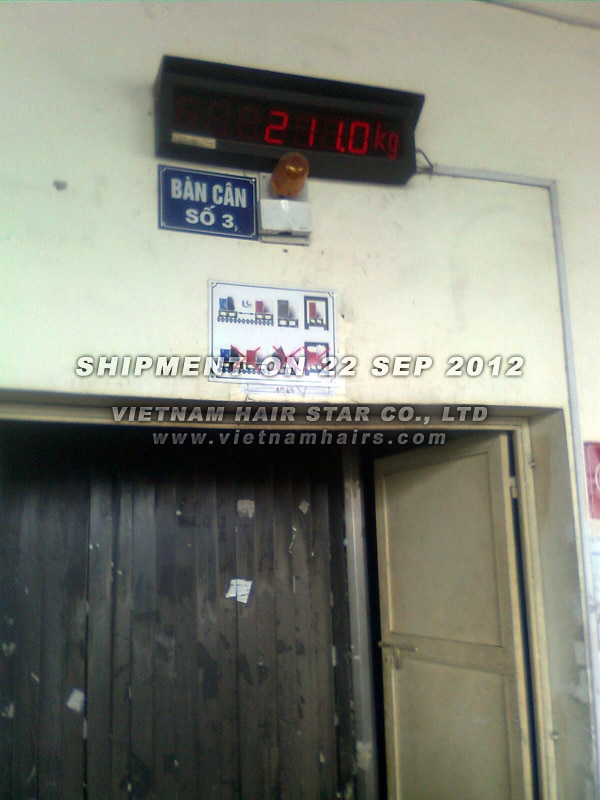 211.0kg
BÀN CÂN
SỐ 3
SHIPMENT ON 22 SEP 2012
VIETNAM HAIR STAR CO., LTD
www.vietnamhairs.com